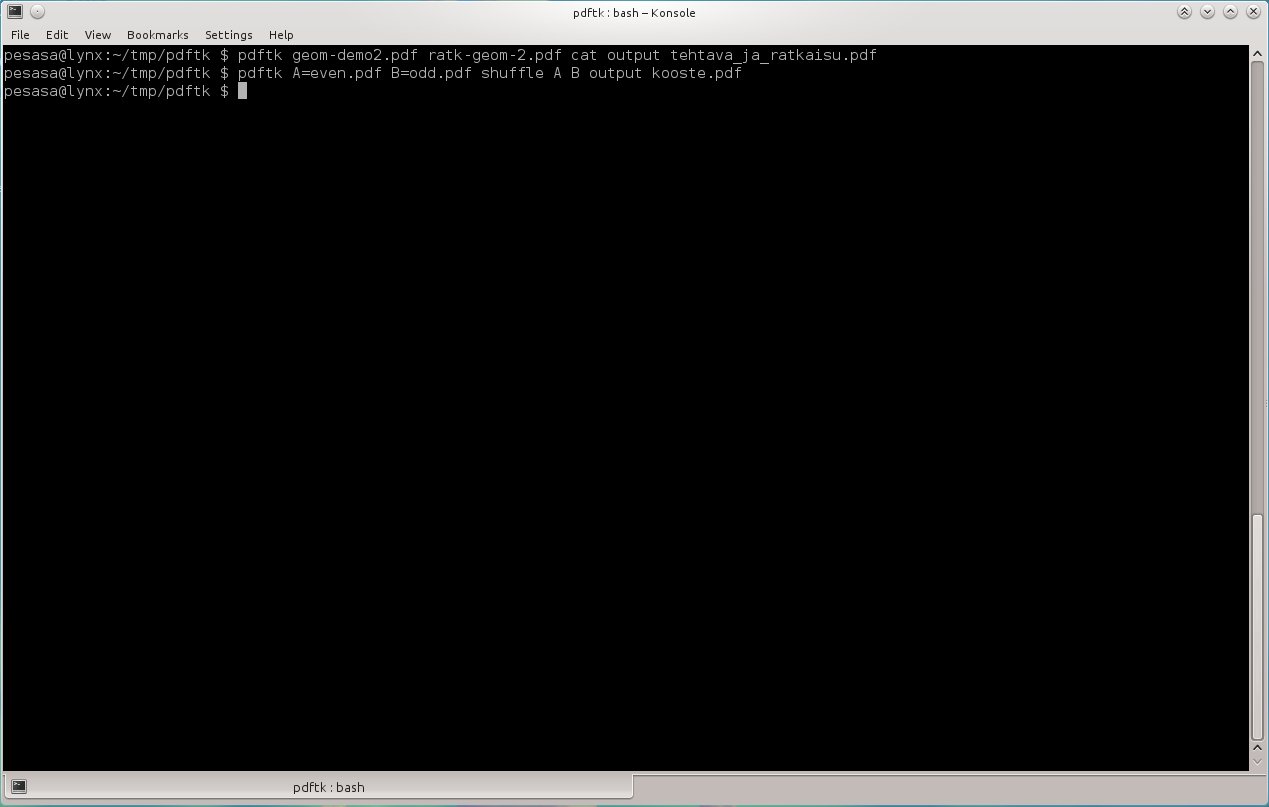 pdftk : bash – Konsole
File Edit View Bookmarks Settings Help
pesasa@lynx:~/tmp/pdftk $ pdftk geom-demo2.pdf ratk-geom-2.pdf cat output tehtava_ja_ratkaisu.pdf
pesasa@lynx:~/tmp/pdftk $ pdftk A=even.pdf B=odd.pdf shuffle A B output kooste.pdf
pesasa@lynx:~/tmp/pdftk $
pdftk : bash